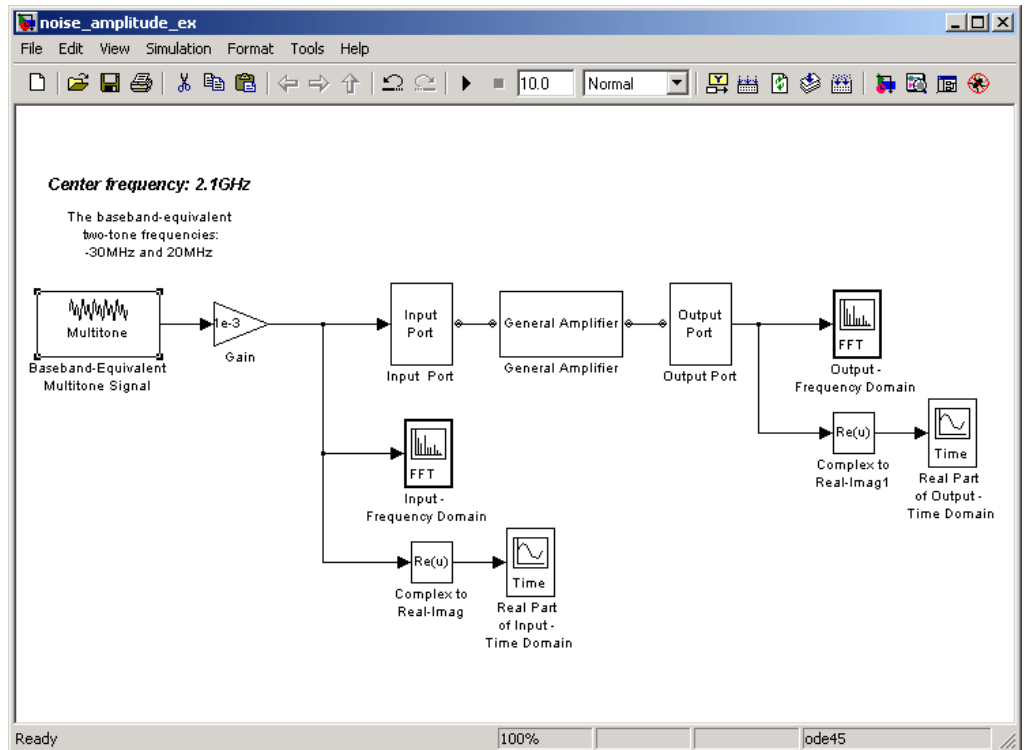 noise_amplitude_ex
File Edit View Simulation Format Tools Help
10.0 Normal
Center frequency: 2.1GHz
The baseband-equivalent
two-tone frequencies:
-30MHz and 20MHz
Multitone
Baseband-Equivalent
Multitone Signal
1e-3
Gain
Input
Port
Input Port
General Amplifier
General Amplifier
Output
Port
Output Port
FFT
Output -
Frequency Domain
Re(u)
Complex to
Real-Imag1
Time
Real Part
of Output -
Time Domain
FFT
Input -
Frequency Domain
Re(u)
Complex to
Real-Imag
Time
Real Part
of Input -
Time Domain
Ready 100% ode45